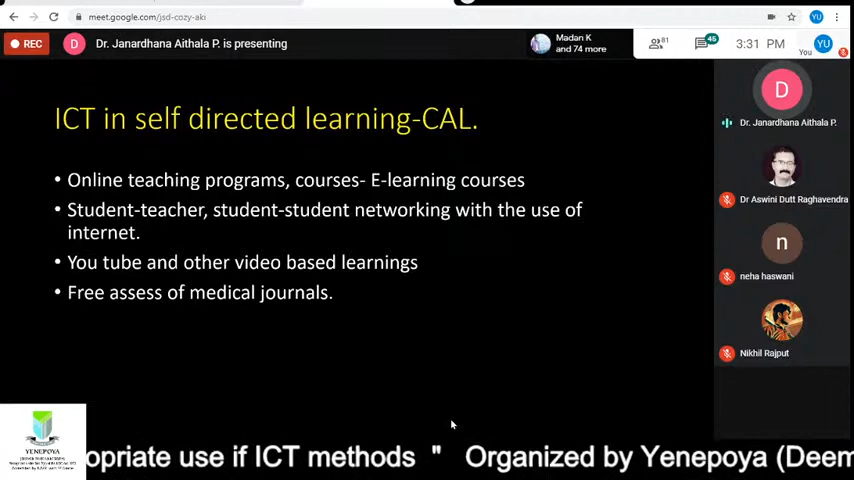 meet.google.com/jsd-cozy-aki
REC
D
Dr. Janardhana Aithala P. is presenting
Madan K
and 74 more
81
45
3:31 PM
You
YU
YU
ICT in self directed learning-CAL.
• Online teaching programs, courses- E-learning courses
• Student-teacher, student-student networking with the use of
internet.
• You tube and other video based learnings
• Free assess of medical journals.
D
Dr. Janardhana Aithala P.
Dr Aswini Dutt Raghavendra
n
neha haswani
Nikhil Rajput
YENEPOYA
opriate use if ICT methods " Organized by Yenepoya (Deem